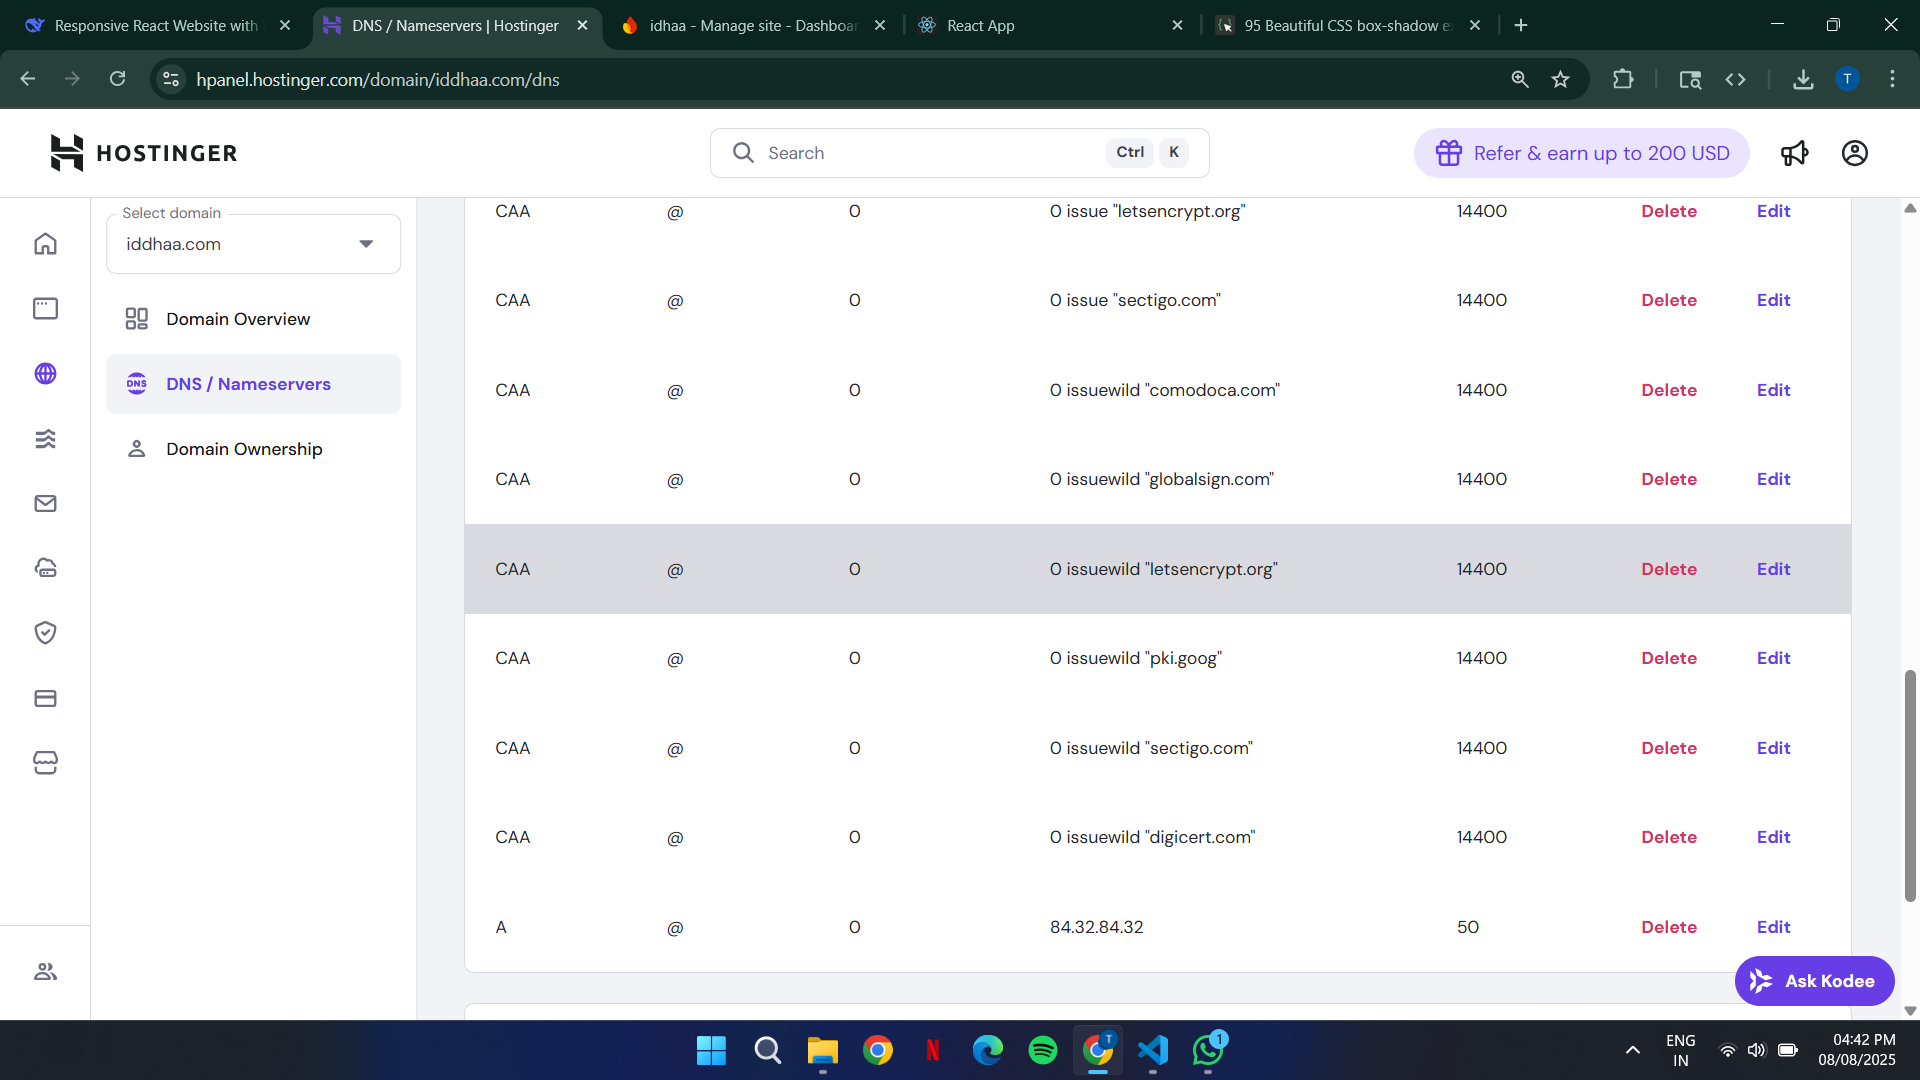 Responsive React Website with
DNS / Nameservers | Hostinger
idhaa - Manage site - Dashboar
React App
95 Beautiful CSS box-shadow e
hpanel.hostinger.com/domain/iddhaa.com/dns
T
HOSTINGER
Search
Ctrl K
Refer & earn up to 200 USD
Select domain
iddhaa.com
Domain Overview
DNS / Nameservers
Domain Ownership
CAA @ 0 0 issue "letsencrypt.org" 14400 Delete Edit
CAA @ 0 0 issue "sectigo.com" 14400 Delete Edit
CAA @ 0 0 issuewild "comodoca.com" 14400 Delete Edit
CAA @ 0 0 issuewild "globalsign.com" 14400 Delete Edit
CAA @ 0 0 issuewild "letsencrypt.org" 14400 Delete Edit
CAA @ 0 0 issuewild "pki.goog" 14400 Delete Edit
CAA @ 0 0 issuewild "sectigo.com" 14400 Delete Edit
CAA @ 0 0 issuewild "digicert.com" 14400 Delete Edit
A @ 0 84.32.84.32 50 Delete Edit
Ask Kodee
T
1
ENG
IN
04:42 PM
08/08/2025